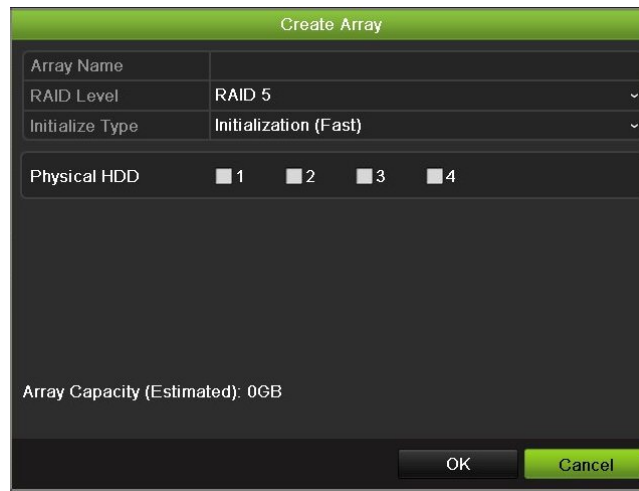 Create Array
Array Name
RAID Level RAID 5
Initialize Type Initialization (Fast)
Physical HDD 1 2 3 4
Array Capacity (Estimated): 0GB
OK Cancel